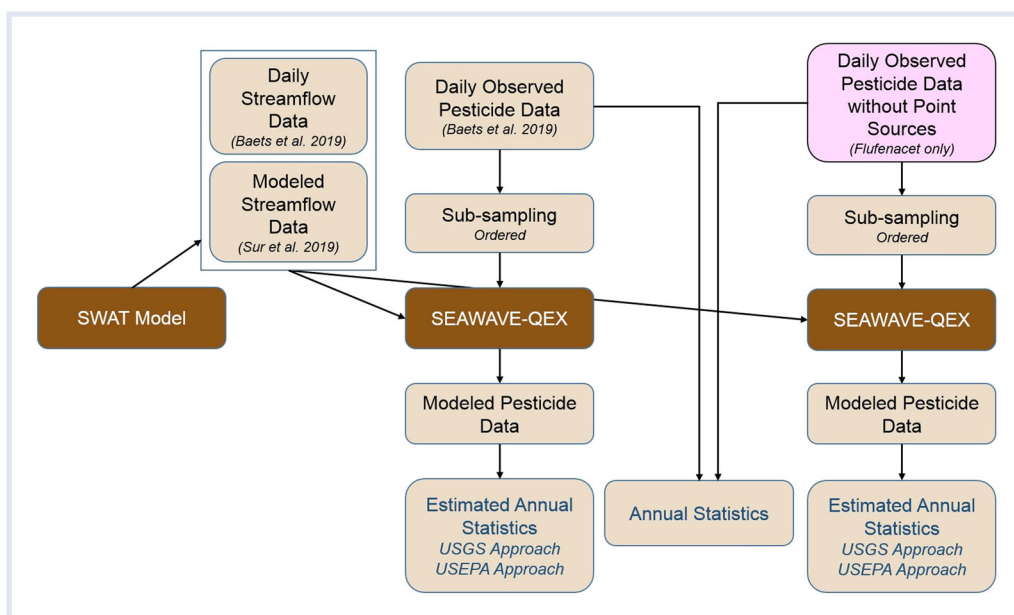 Daily
Streamflow
Data
(Baets et al. 2019)
Modeled
Streamflow
Data
(Sur et al. 2019)
SWAT Model
Daily Observed
Pesticide Data
(Baets et al. 2019)
Sub-sampling
Ordered
SEAWAVE-QEX
Modeled Pesticide
Data
Estimated Annual
Statistics
USGS Approach
USEPA Approach
Annual Statistics
Daily Observed
Pesticide Data
without Point
Sources
(Flufenacet only)
Sub-sampling
Ordered
SEAWAVE-QEX
Modeled Pesticide
Data
Estimated Annual
Statistics
USGS Approach
USEPA Approach